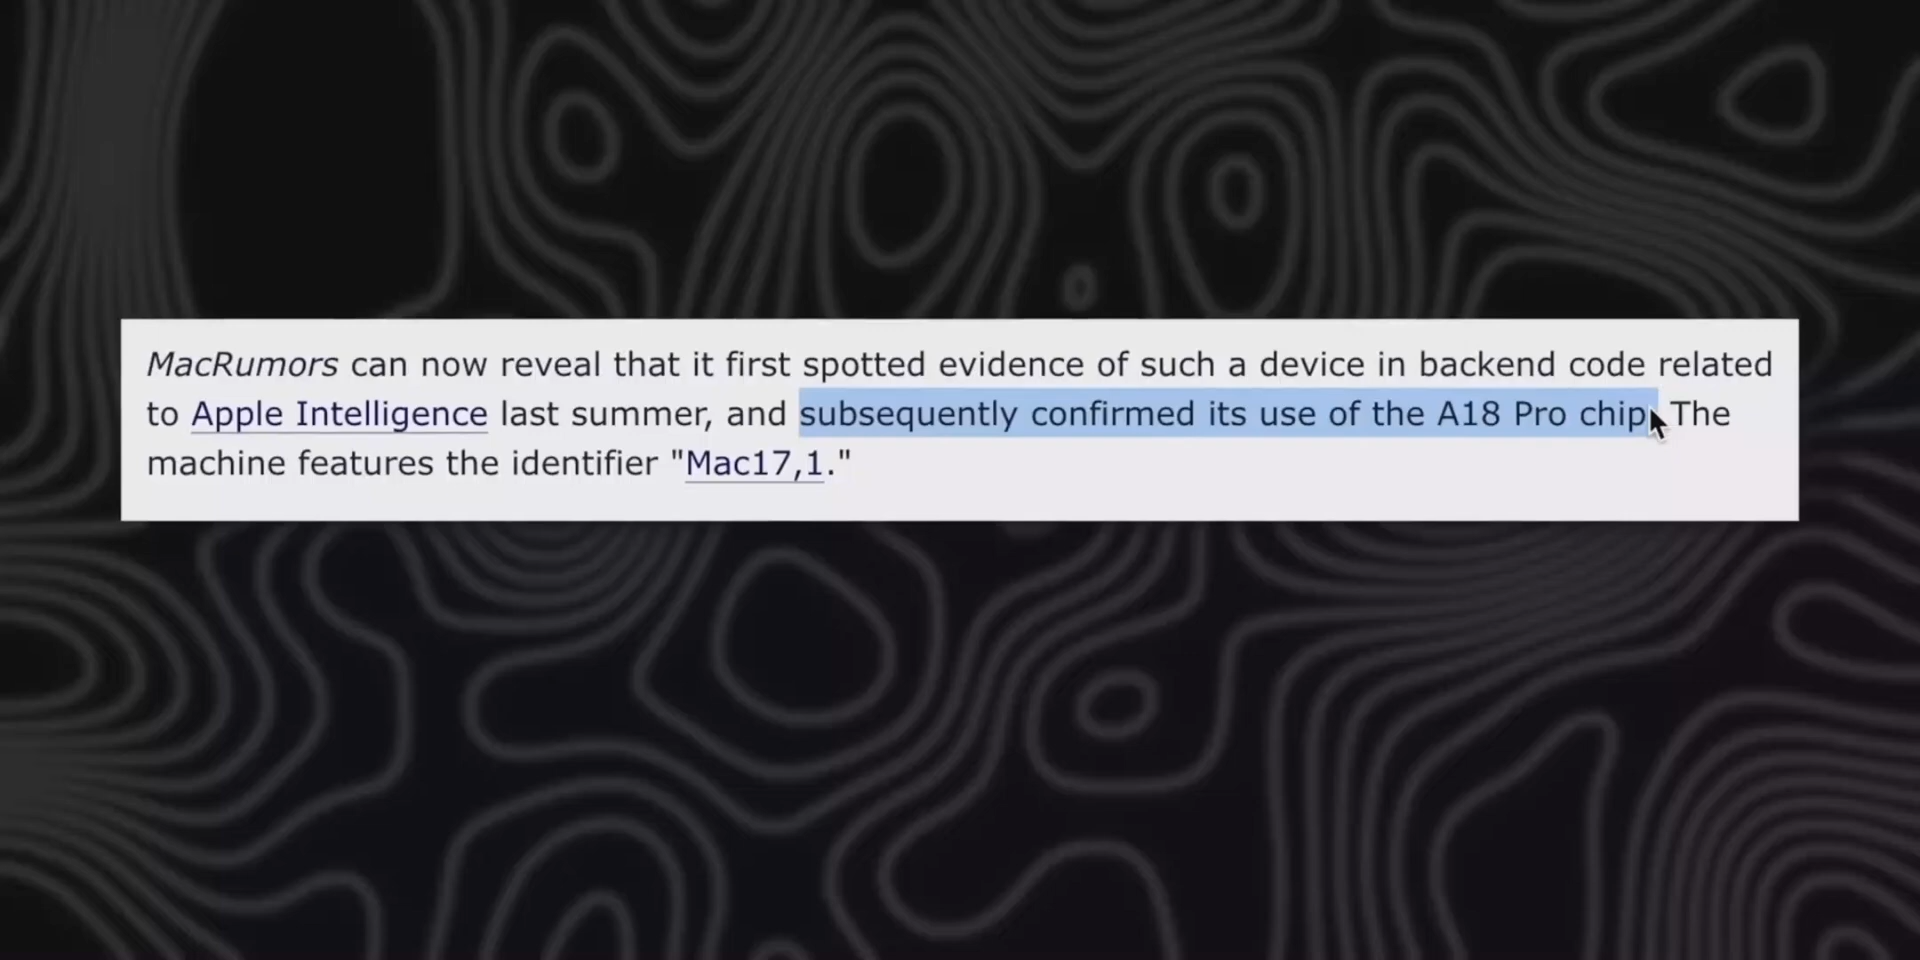 MacRumors can now reveal that it first spotted evidence of such a device in backend code related
to Apple Intelligence last summer, and subsequently confirmed its use of the A18 Pro chip. The
machine features the identifier "Mac17,1."